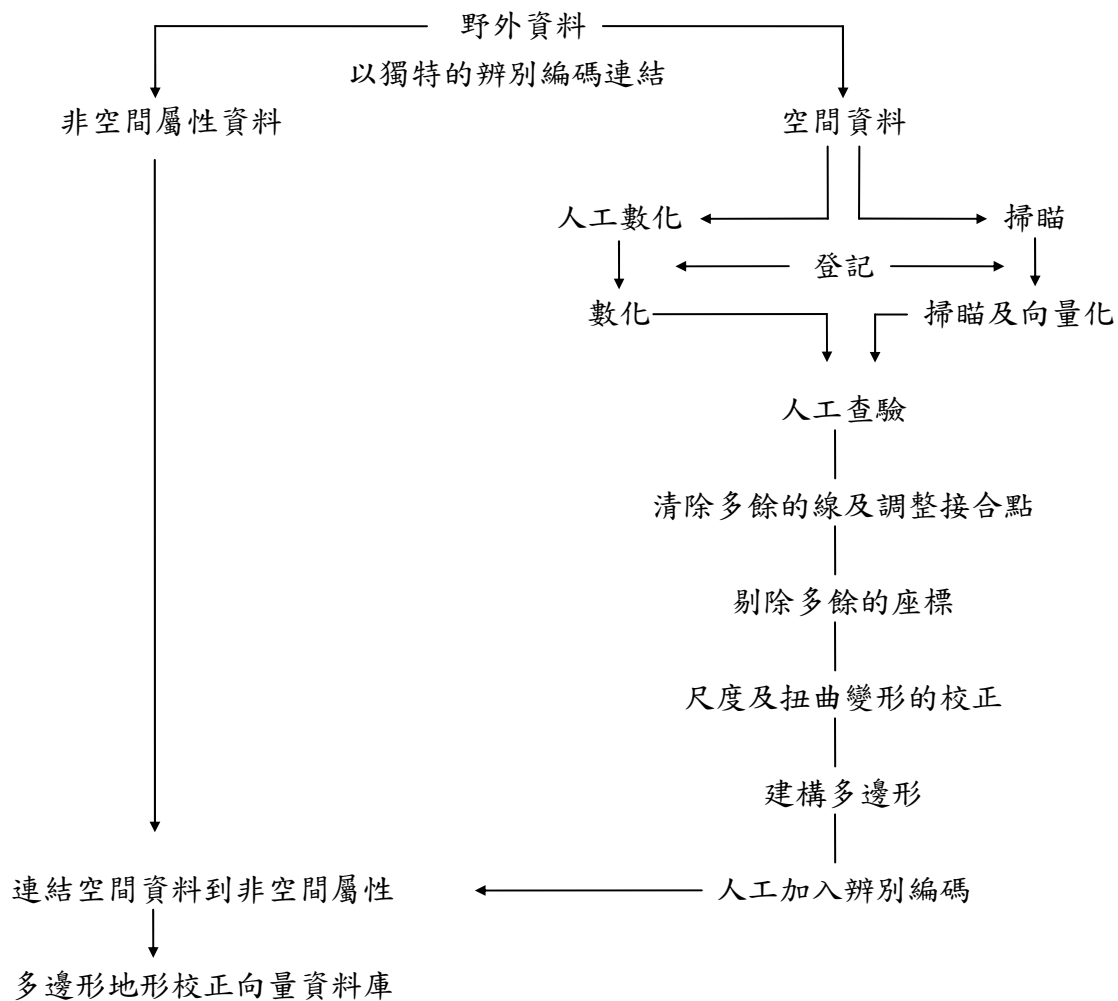 野外資料
以獨特的辨別編碼連結
非空間屬性資料
空間資料
人工數化
掃瞄
登記
數化
掃瞄及向量化
人工查驗
清除多餘的線及調整接合點
剔除多餘的座標
尺度及扭曲變形的校正
建構多邊形
連結空間資料到非空間屬性
人工加入辨別編碼
多邊形地形校正向量資料庫